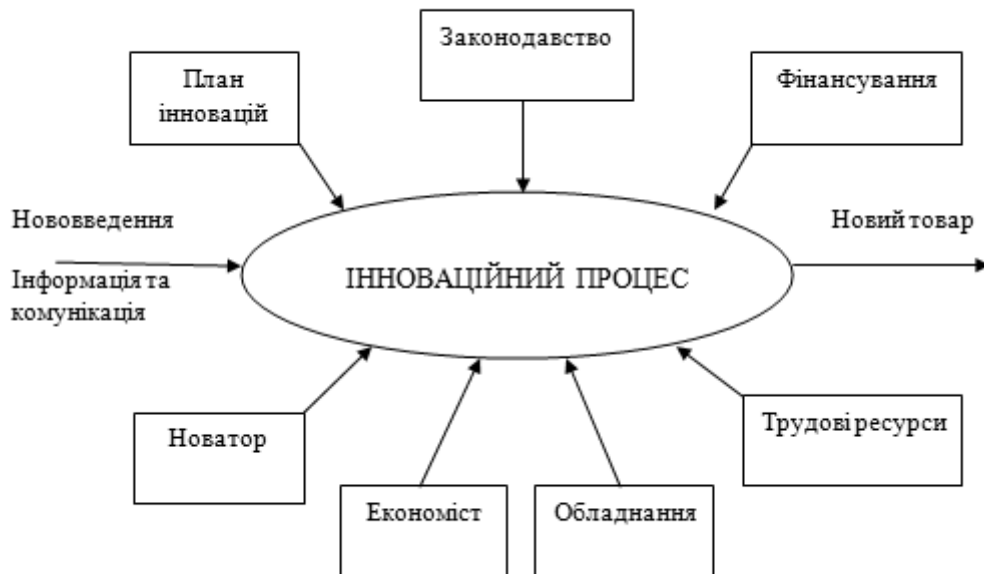 Законодавство
План
інновацій
Фінансування
Нововведення
Новий товар
ІННОВАЦІЙНИЙ ПРОЦЕС
Інформація та
комунікація
Новатор
Трудові ресурси
Економіст
Обладнання